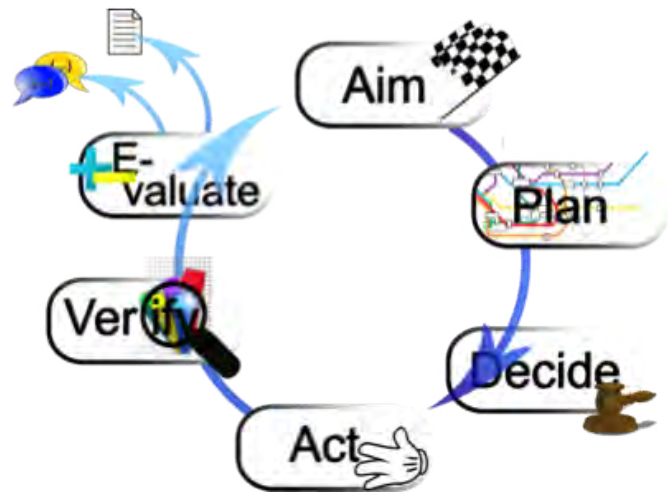 Aim
Plan
Decide
Act
Verify
E-
valuate